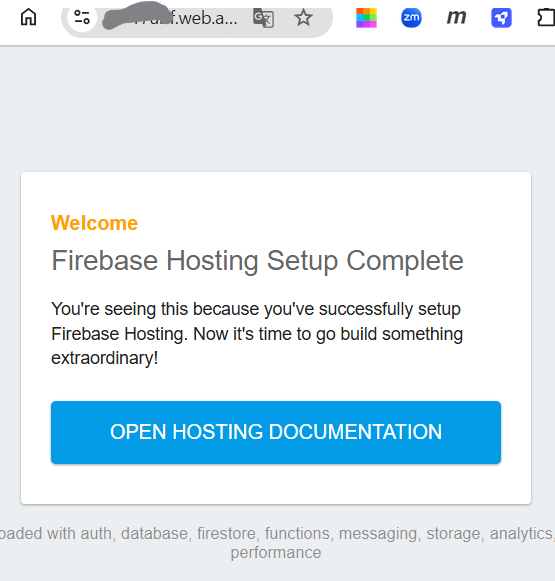 f.web.a...
zm
m
Welcome
Firebase Hosting Setup Complete
You're seeing this because you've successfully setup
Firebase Hosting. Now it's time to go build something
extraordinary!
OPEN HOSTING DOCUMENTATION
oaded with auth, database, firestore, functions, messaging, storage, analytics,
performance